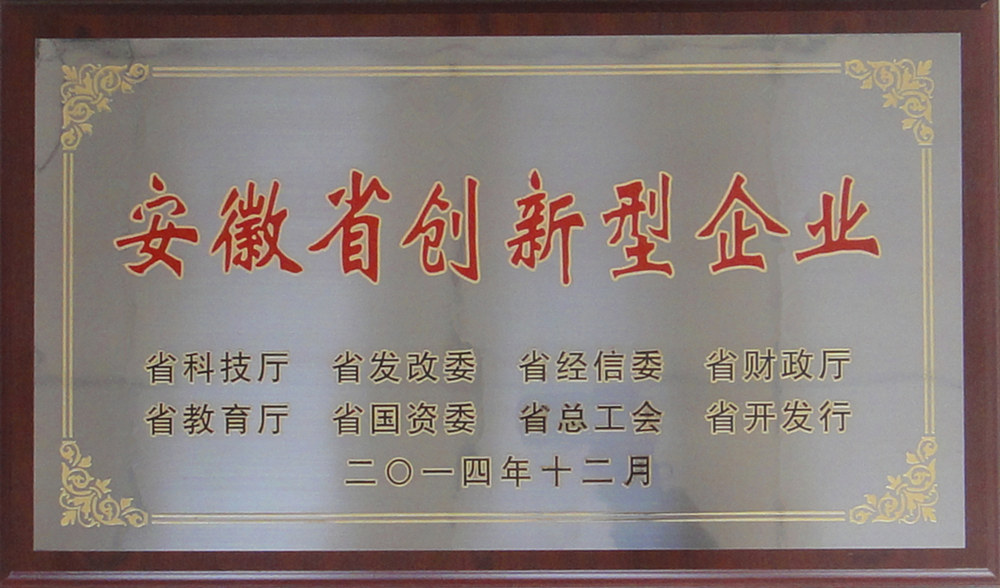 安徽省创新型企业
省科技厅 省发改委 省经信委 省财政厅
省教育厅 省国资委 省总工会 省开发行
二〇一四年十二月